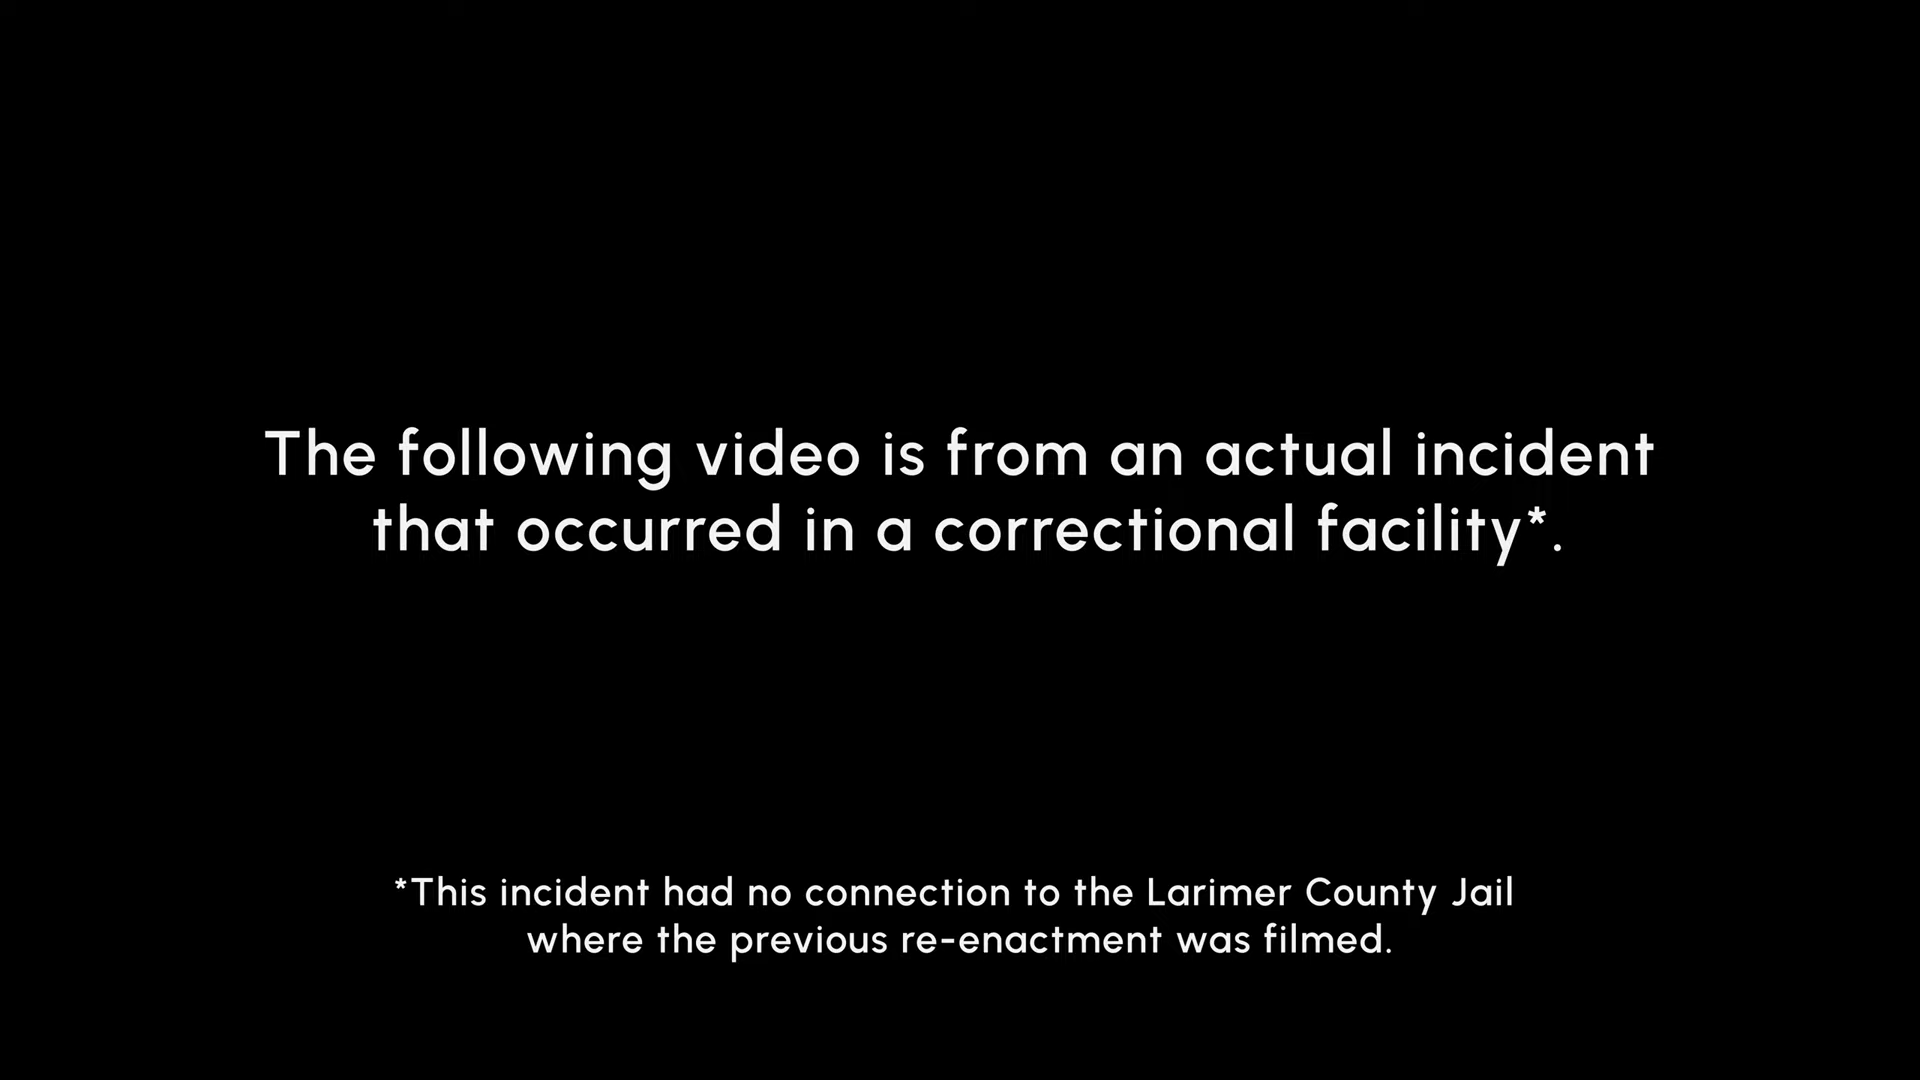 The following video is from an actual incident
that occurred in a correctional facility*.
*This incident had no connection to the Larimer County Jail
where the previous re-enactment was filmed.